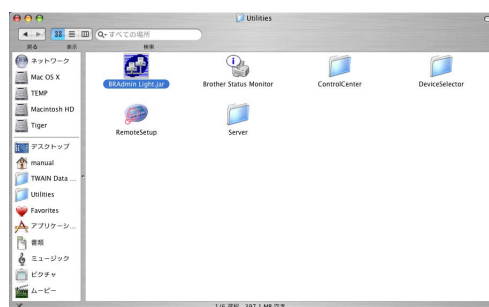 Utilities
Q-すべての場所
戻る 表示 検索
ネットワーク
Mac OS X
TEMP
Macintosh HD
Tiger
デスクトップ
manual
TWAIN Data ...
Utilities
Favorites
アプリケーシ...
書類
ミュージック
ピクチャ
ムービー
BRAdmin Light.jar
Brother Status Monitor
ControlCenter
DeviceSelector
RemoteSetup
Server